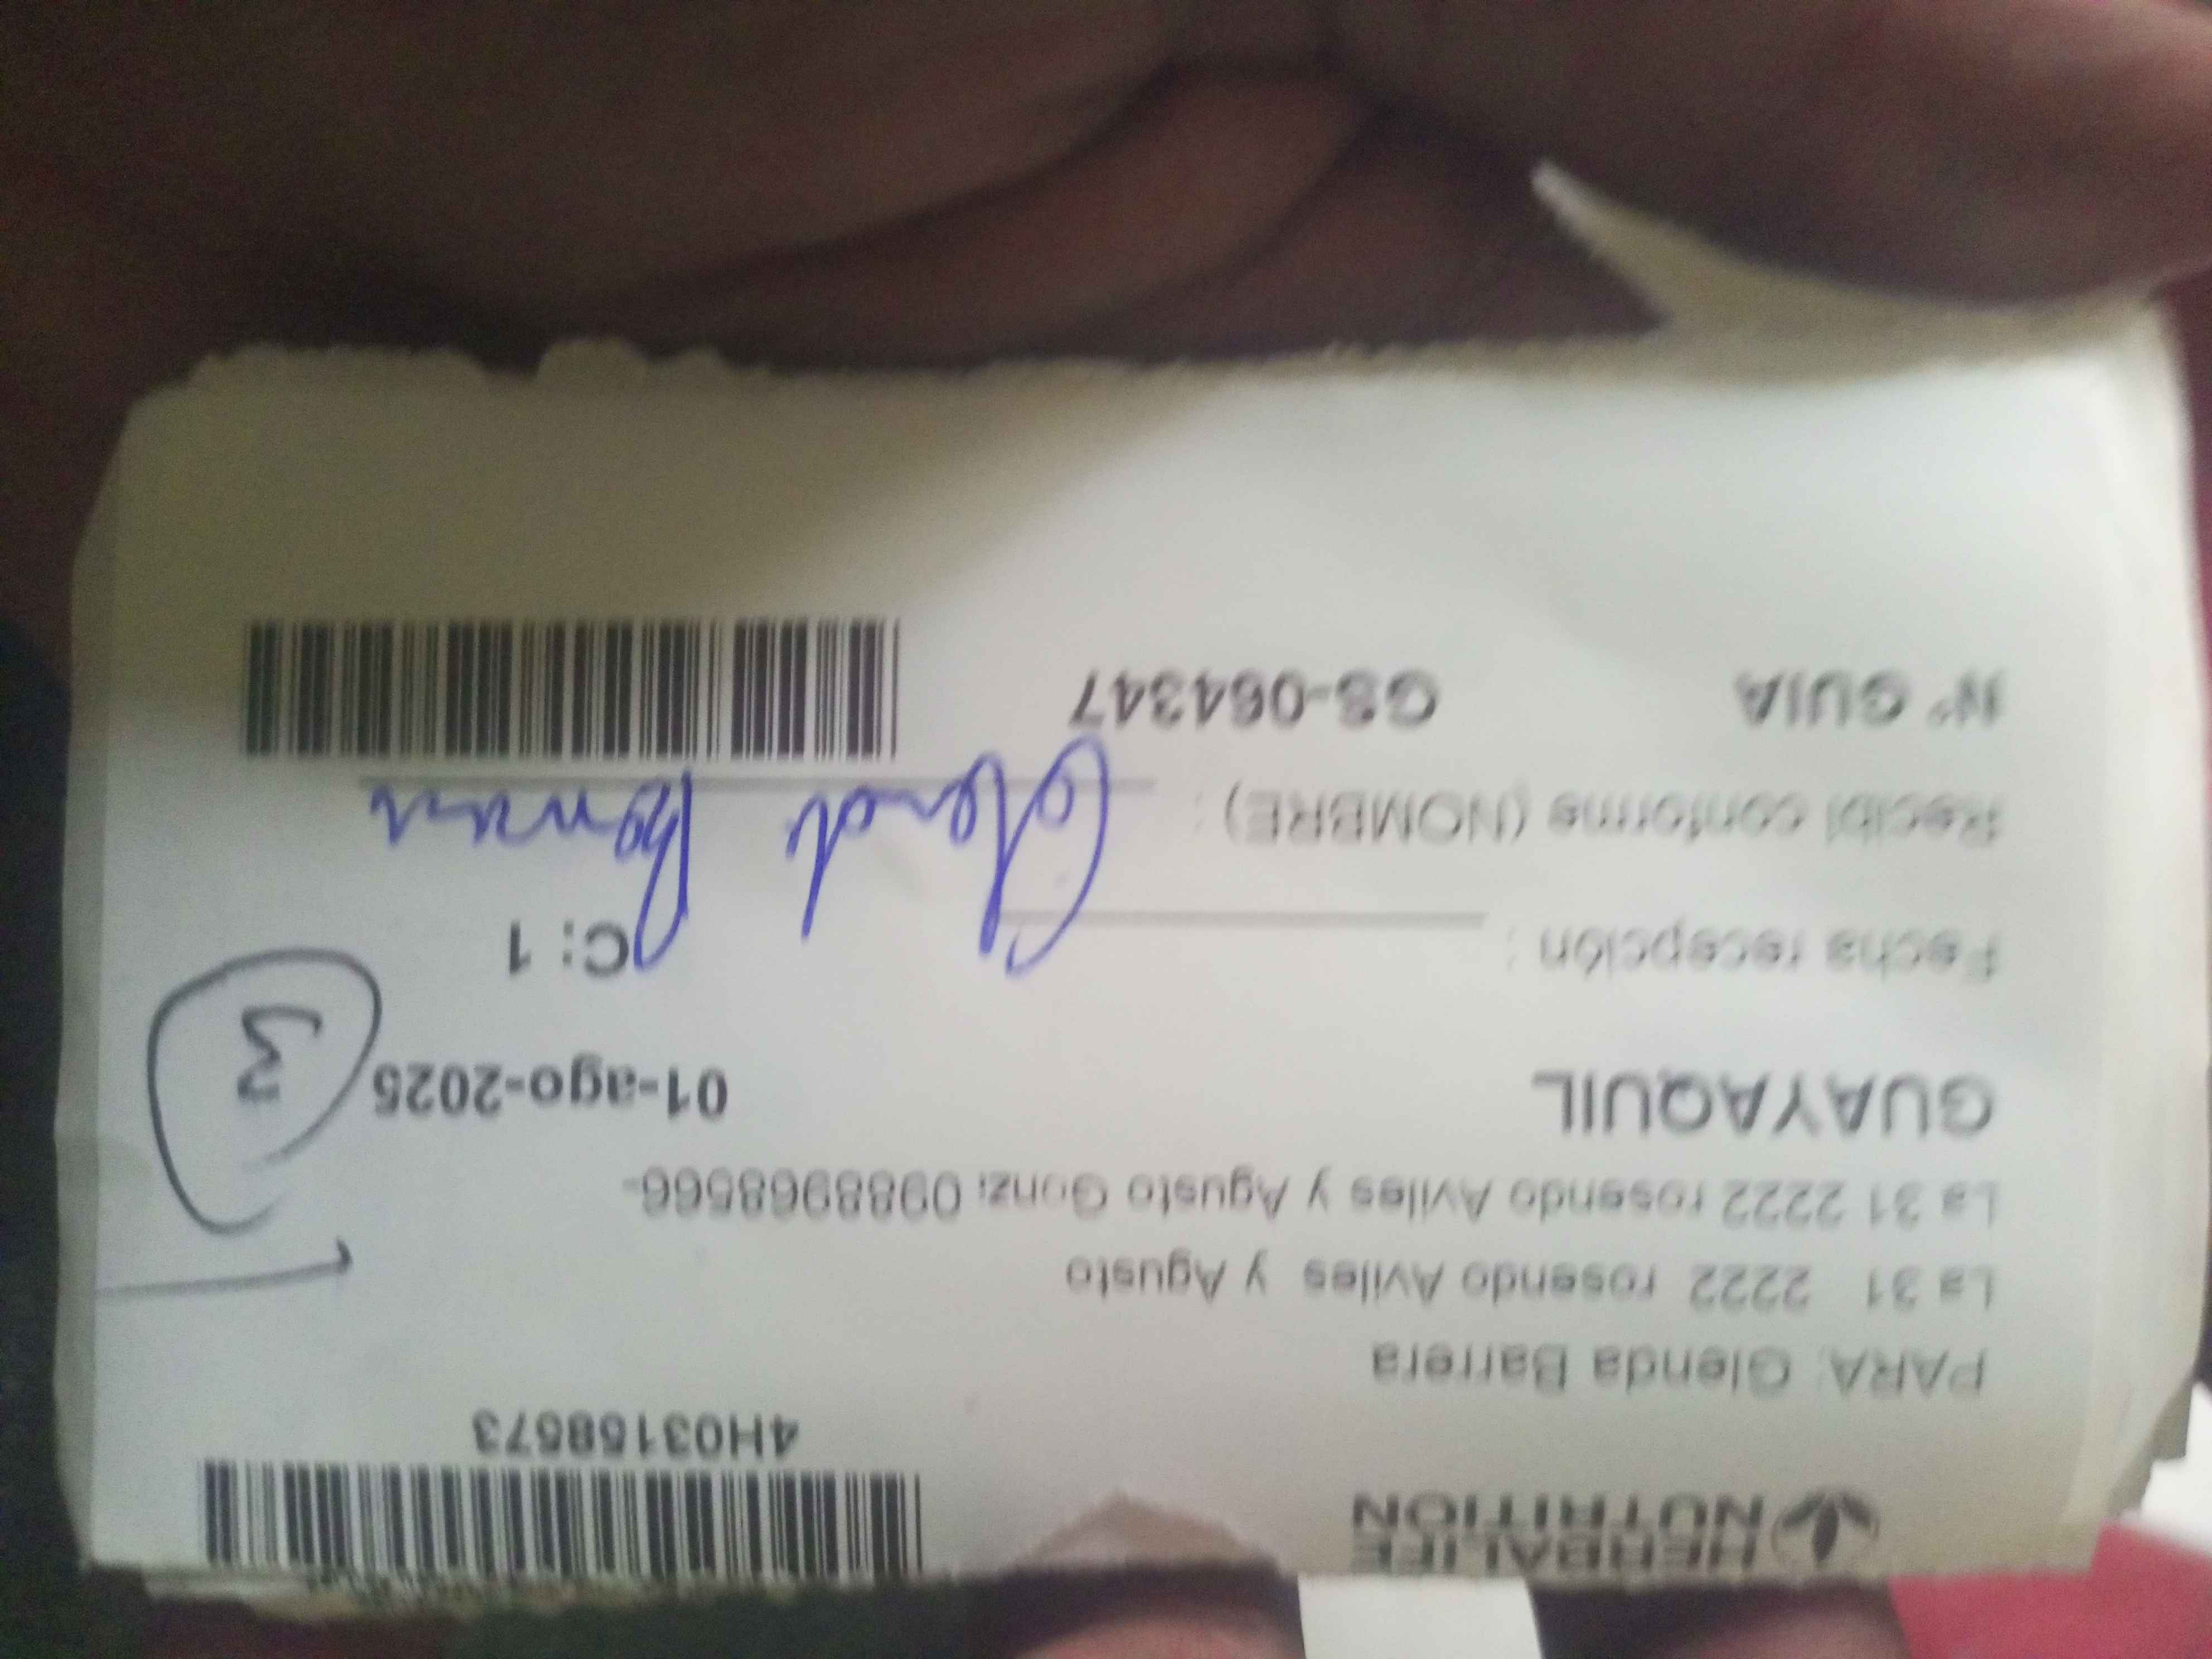 HERBALIFE
NUTRITION
4H03158573
PARA: Glenda Barrera
La 31 2222 rosendo Aviles y Agusto
La 31 2222 rosendo Aviles y Agusto Gonz: 0988968566-
GUAYAQUIL 01-ago-2025 3
Fecha recepción : C: 1
Recibí conforme (NOMBRE) :
N° GUIA GS-064347